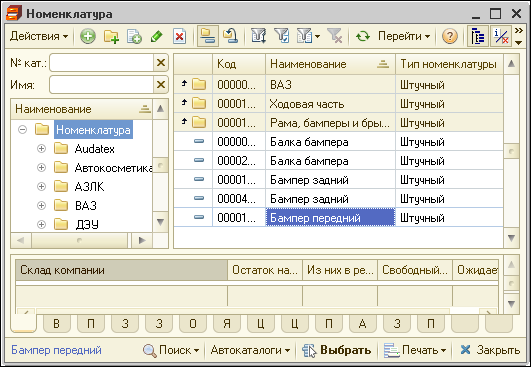 Номенклатура
Действия Перейти
№ кат.:
Имя:
Наименование
Номенклатура
Audatex
Автокосметика
АЗЛК
ВАЗ
ДЭУ
Код Наименование Тип номенклатуры
00000... ВАЗ Штучный
00001... Ходовая часть Штучный
00001... Рама, бамперы и бры... Штучный
00000... Балка бампера Штучный
00002... Балка бампера Штучный
00001... Бампер задний Штучный
00004... Бампер задний Штучный
00001... Бампер передний Штучный
Склад компании Остаток на... Из них в ре... Свободный... Ожидает
В П З З О Я Ц Ц П А З П
Бампер передний Поиск Автокаталоги Выбрать Печать Закрыть